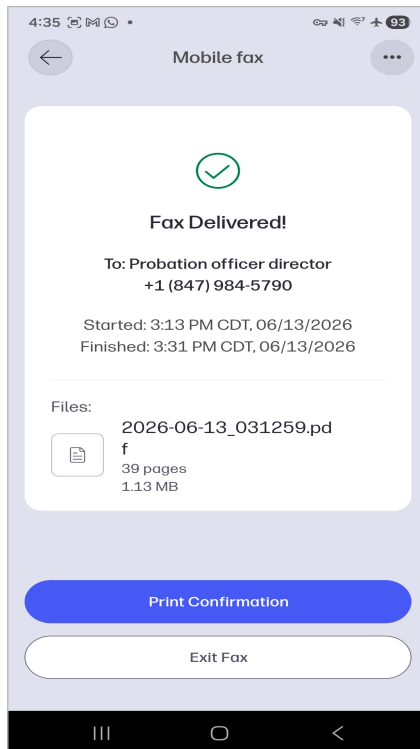 4:35
93
Mobile fax
Fax Delivered!
To: Probation officer director
+1 (847) 984-5790
Started: 3:13 PM CDT, 06/13/2026
Finished: 3:31 PM CDT, 06/13/2026
Files:
2026-06-13_031259.pd
f
39 pages
1.13 MB
Print Confirmation
Exit Fax